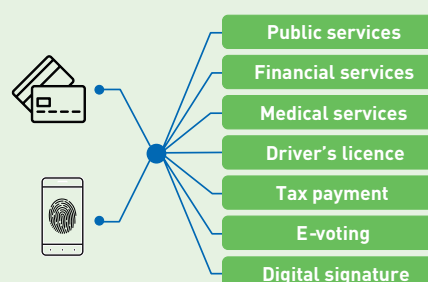 Public services
Financial services
Medical services
Driver's licence
Tax payment
E-voting
Digital signature